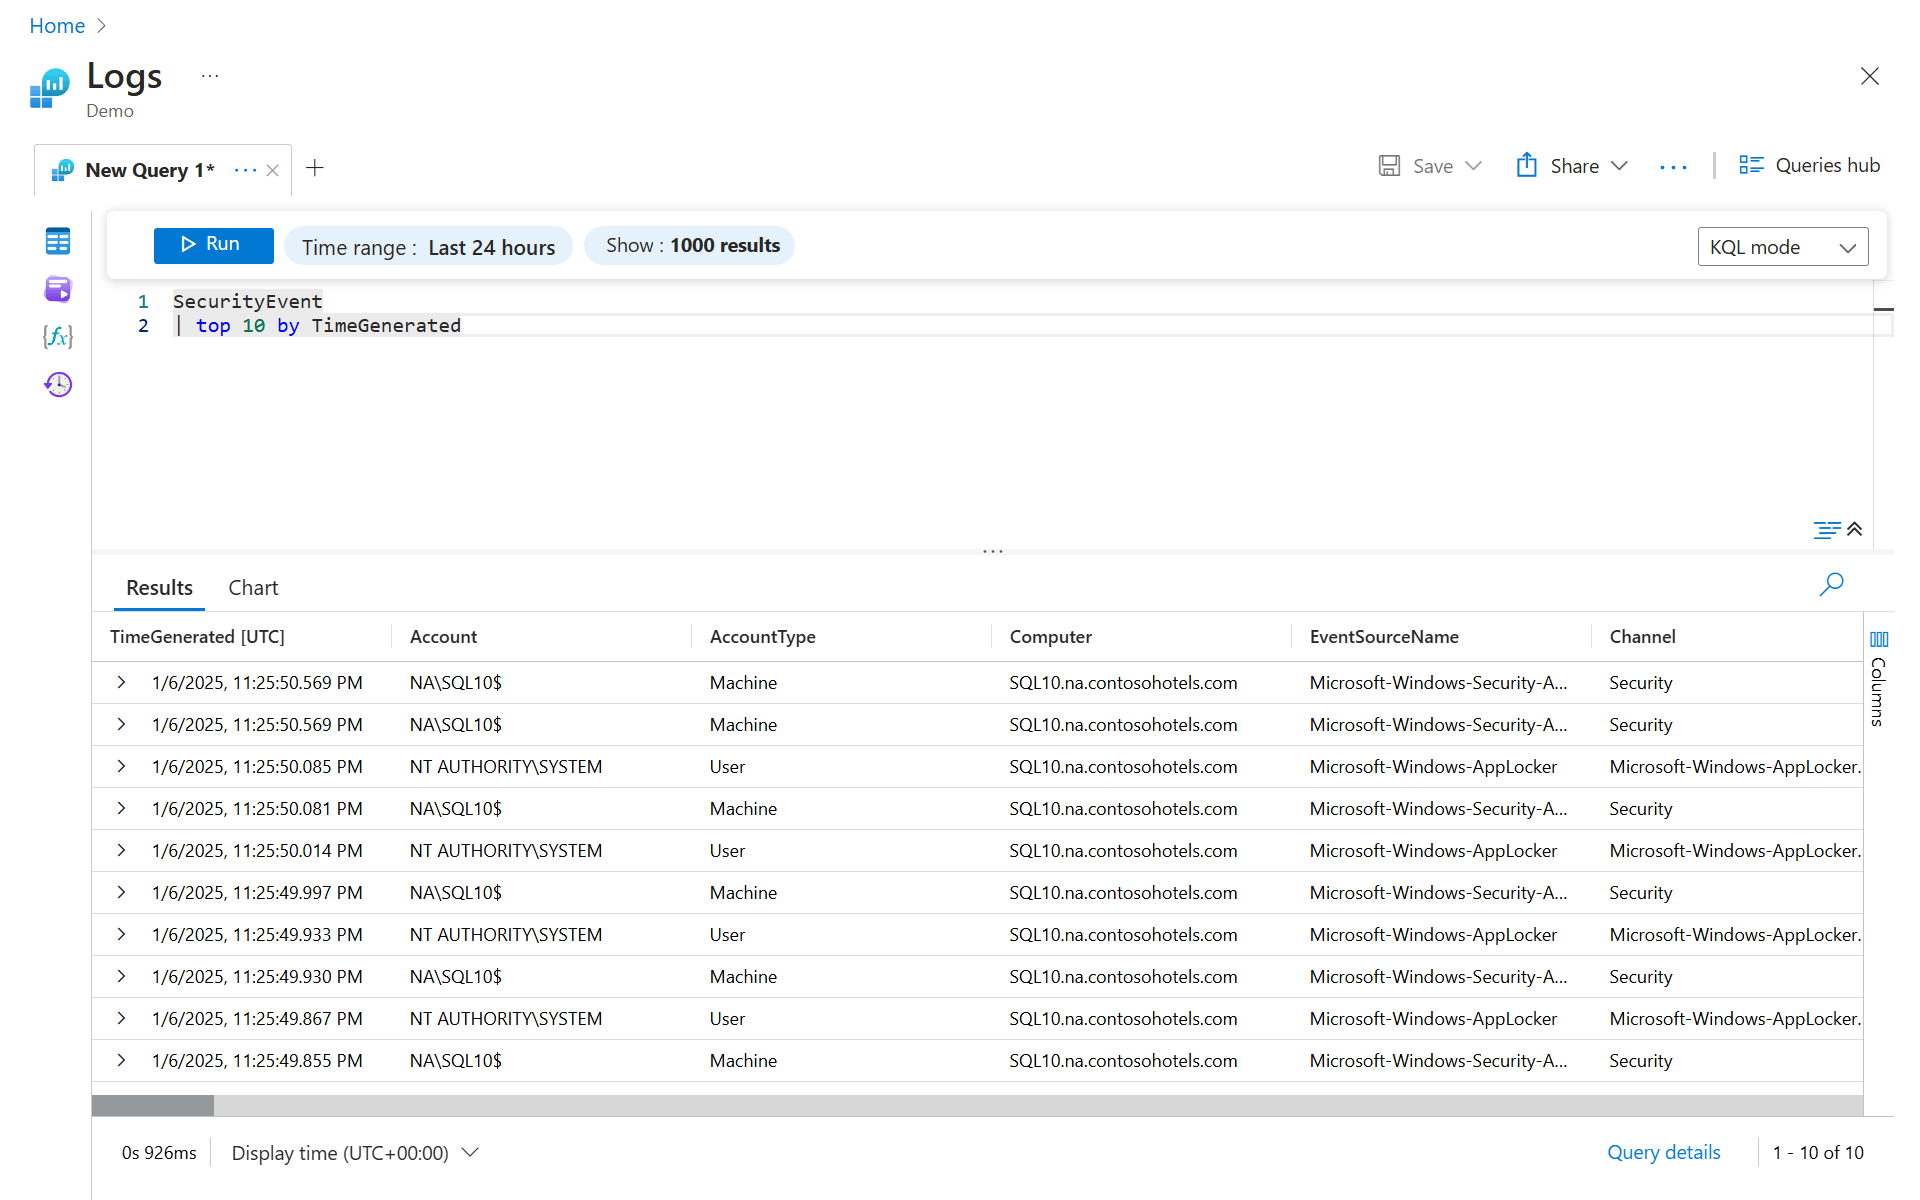 Home
Logs ...
Demo
New Query 1* ...
Save Share ... Queries hub
Run Time range : Last 24 hours Show : 1000 results KQL mode
1 SecurityEvent
2 | top 10 by TimeGenerated
...
Results Chart
TimeGenerated [UTC] Account AccountType Computer EventSourceName Channel
Columns
1/6/2025, 11:25:50.569 PM NA\SQL10$ Machine SQL10.na.contosohotels.com Microsoft-Windows-Security-A... Security
1/6/2025, 11:25:50.569 PM NA\SQL10$ Machine SQL10.na.contosohotels.com Microsoft-Windows-Security-A... Security
1/6/2025, 11:25:50.085 PM NT AUTHORITY\SYSTEM User SQL10.na.contosohotels.com Microsoft-Windows-AppLocker Microsoft-Windows-AppLocker.
1/6/2025, 11:25:50.081 PM NA\SQL10$ Machine SQL10.na.contosohotels.com Microsoft-Windows-Security-A... Security
1/6/2025, 11:25:50.014 PM NT AUTHORITY\SYSTEM User SQL10.na.contosohotels.com Microsoft-Windows-AppLocker Microsoft-Windows-AppLocker.
1/6/2025, 11:25:49.997 PM NA\SQL10$ Machine SQL10.na.contosohotels.com Microsoft-Windows-Security-A... Security
1/6/2025, 11:25:49.933 PM NT AUTHORITY\SYSTEM User SQL10.na.contosohotels.com Microsoft-Windows-AppLocker Microsoft-Windows-AppLocker.
1/6/2025, 11:25:49.930 PM NA\SQL10$ Machine SQL10.na.contosohotels.com Microsoft-Windows-Security-A... Security
1/6/2025, 11:25:49.867 PM NT AUTHORITY\SYSTEM User SQL10.na.contosohotels.com Microsoft-Windows-AppLocker Microsoft-Windows-AppLocker.
1/6/2025, 11:25:49.855 PM NA\SQL10$ Machine SQL10.na.contosohotels.com Microsoft-Windows-Security-A... Security
0s 926ms Display time (UTC+00:00) Query details 1 - 10 of 10